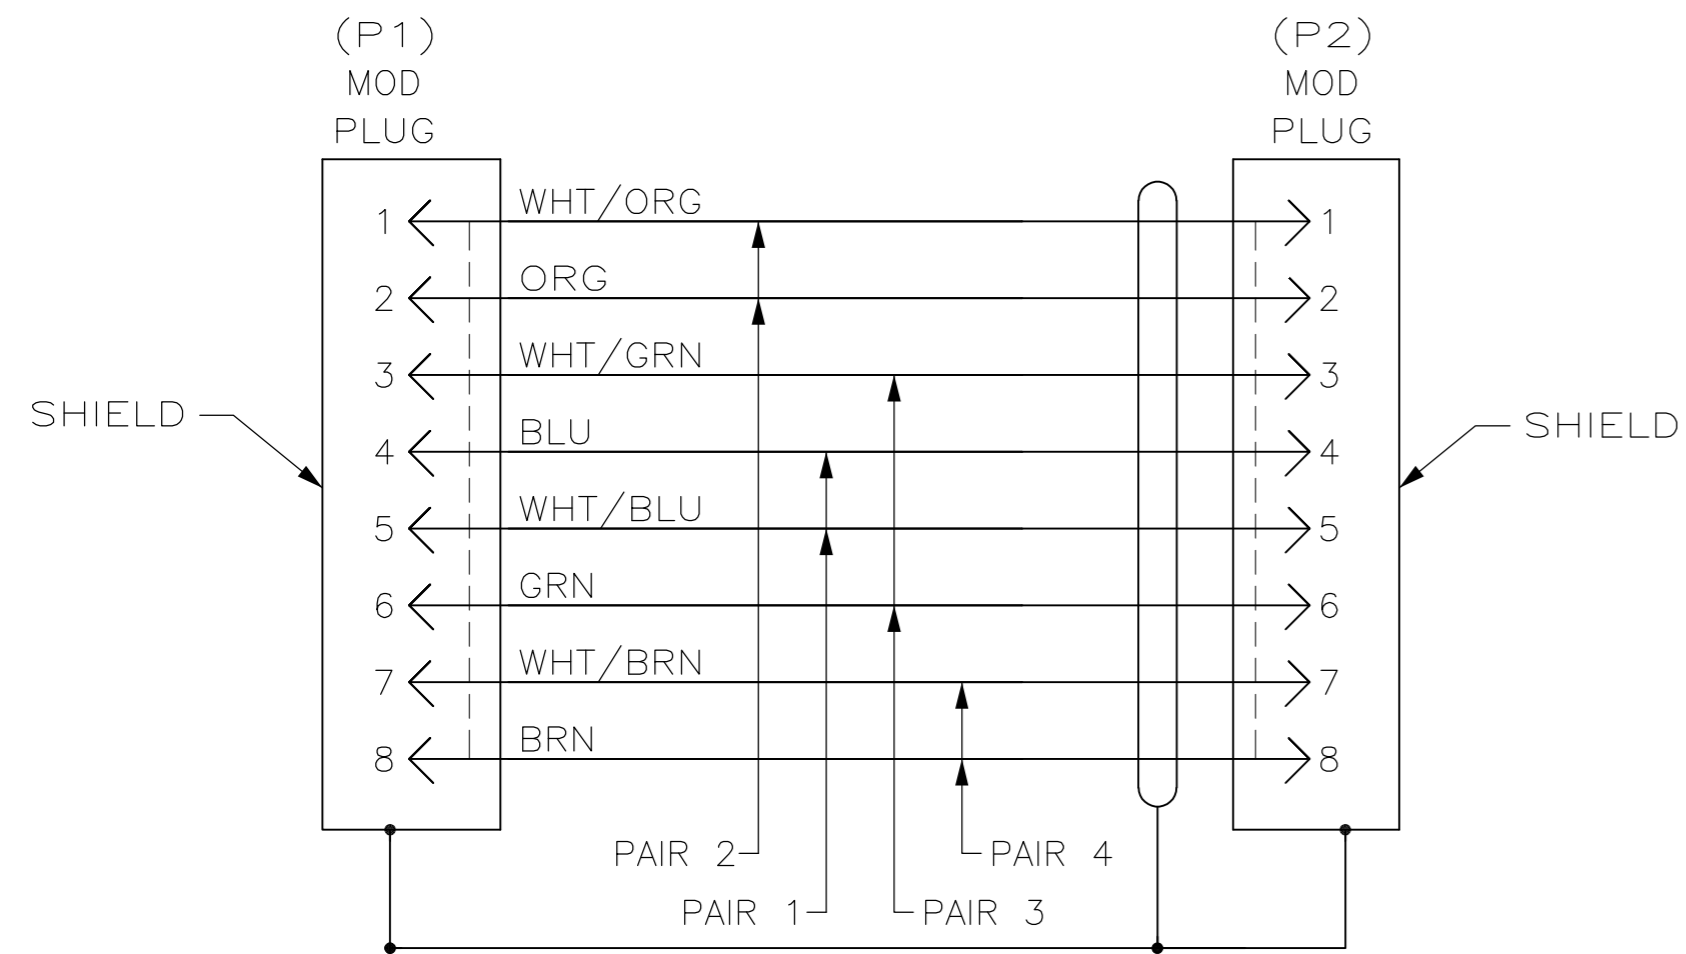 (P1)
MOD
PLUG
(P2)
MOD
PLUG
1 WHT/ORG 1
2 ORG 2
3 WHT/GRN 3
SHIELD
4 BLU 4
SHIELD
5 WHT/BLU 5
6 GRN 6
7 WHT/BRN 7
8 BRN 8
PAIR 2
PAIR 4
PAIR 1
PAIR 3